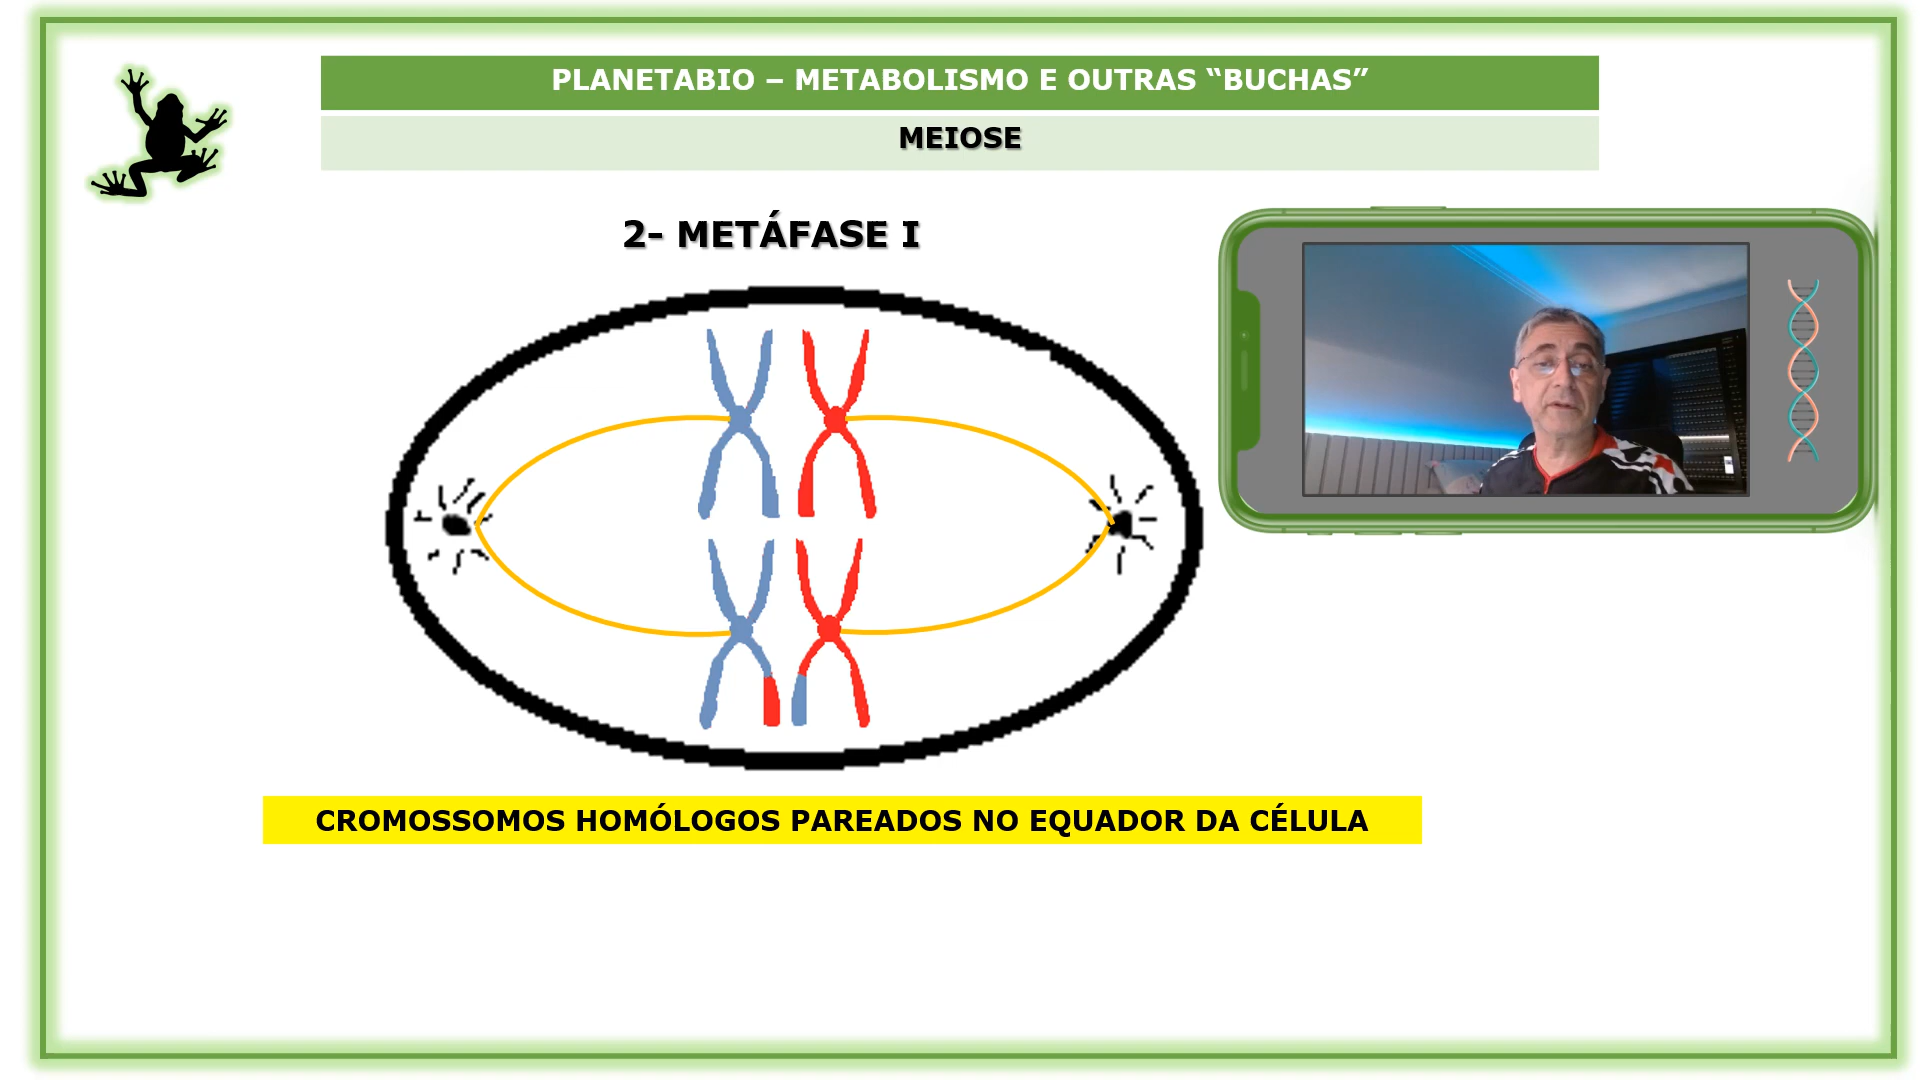 PLANETABIO – METABOLISMO E OUTRAS “BUCHAS”
MEIOSE
2- METÁFASE I
CROMOSSOMOS HOMÓLOGOS PAREADOS NO EQUADOR DA CÉLULA